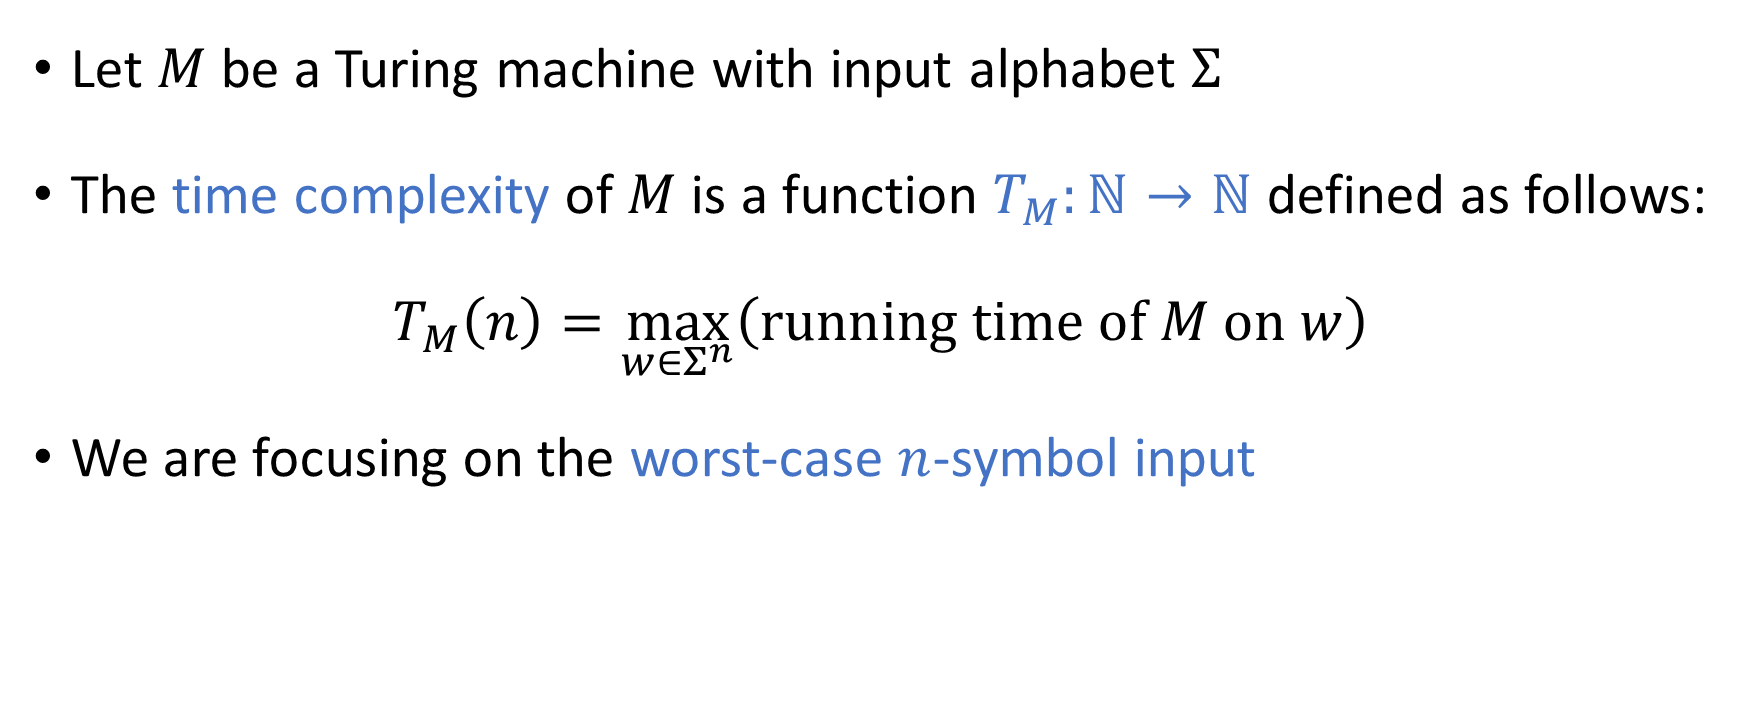 • Let 𝑀 be a Turing machine with input alphabet Σ
• The time complexity of 𝑀 is a function 𝑇_𝑀: ℕ → ℕ defined as follows:
𝑇_𝑀(𝑛) = max_{𝑤∈Σ^𝑛}(running time of 𝑀 on 𝑤)
• We are focusing on the worst-case 𝑛-symbol input